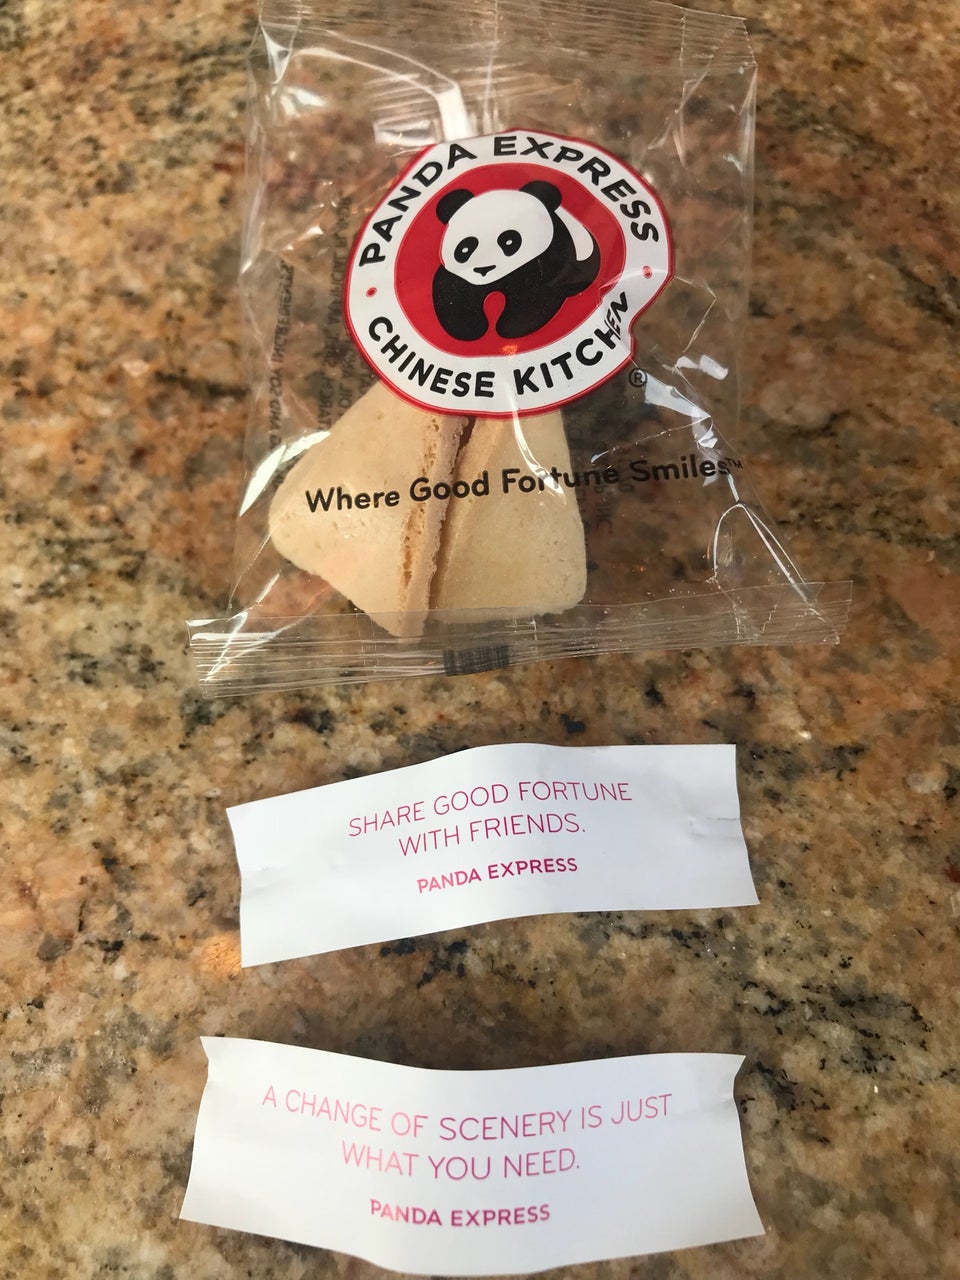 PANDA EXPRESS
CHINESE KITCHEN
®
Where Good Fortune Smiles™
SHARE GOOD FORTUNE
WITH FRIENDS.
PANDA EXPRESS
A CHANGE OF SCENERY IS JUST
WHAT YOU NEED.
PANDA EXPRESS